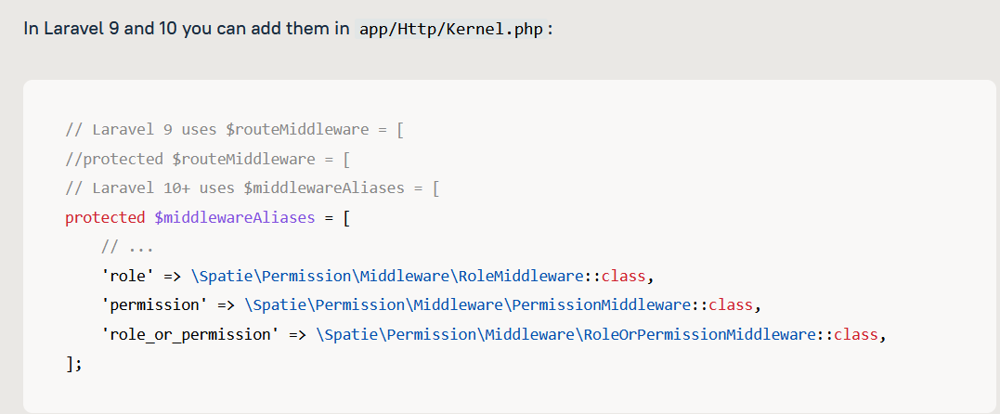 In Laravel 9 and 10 you can add them in app/Http/Kernel.php:
// Laravel 9 uses $routeMiddleware = [
//protected $routeMiddleware = [
// Laravel 10+ uses $middlewareAliases = [
protected $middlewareAliases = [
    // ...
    'role' => \Spatie\Permission\Middleware\RoleMiddleware::class,
    'permission' => \Spatie\Permission\Middleware\PermissionMiddleware::class,
    'role_or_permission' => \Spatie\Permission\Middleware\RoleOrPermissionMiddleware::class,
];